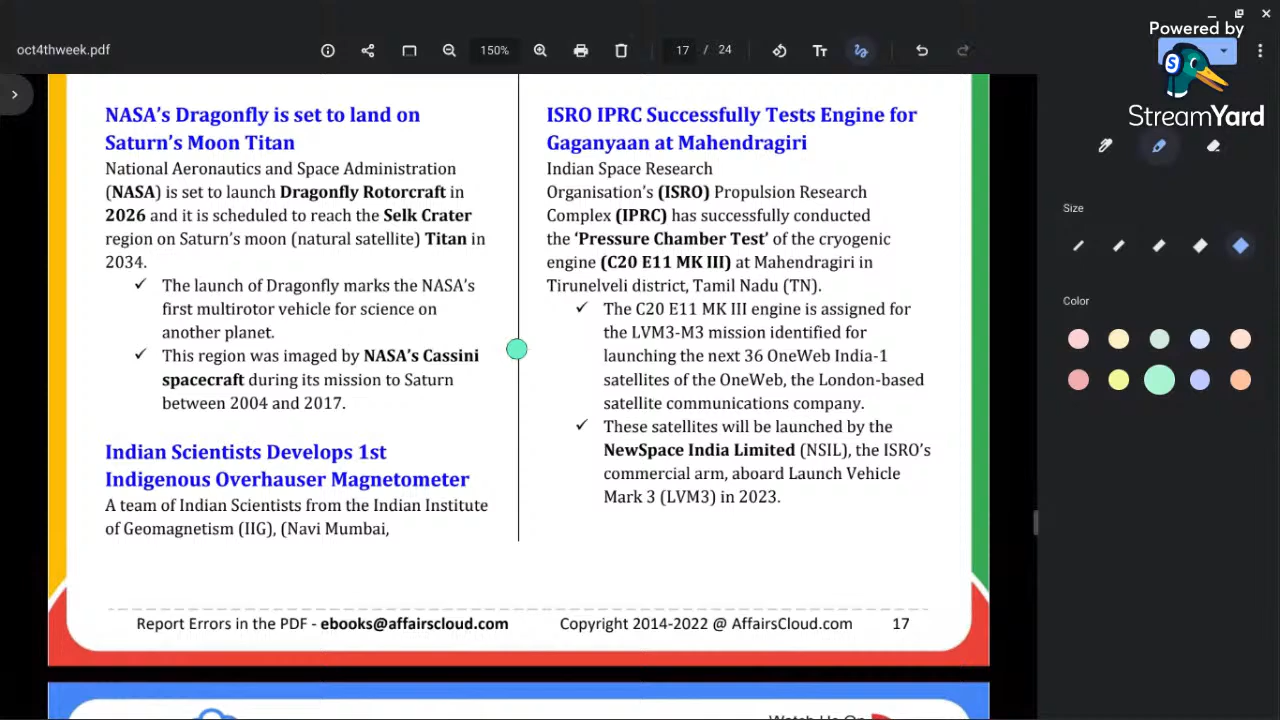 oct4thweek.pdf
150%
17 / 24
Powered by
StreamYard
NASA's Dragonfly is set to land on
Saturn's Moon Titan
National Aeronautics and Space Administration
(NASA) is set to launch Dragonfly Rotorcraft in
2026 and it is scheduled to reach the Selk Crater
region on Saturn's moon (natural satellite) Titan in
2034.
✓ The launch of Dragonfly marks the NASA's
first multirotor vehicle for science on
another planet.
✓ This region was imaged by NASA's Cassini
spacecraft during its mission to Saturn
between 2004 and 2017.
Indian Scientists Develops 1st
Indigenous Overhauser Magnetometer
A team of Indian Scientists from the Indian Institute
of Geomagnetism (IIG), (Navi Mumbai,
ISRO IPRC Successfully Tests Engine for
Gaganyaan at Mahendragiri
Indian Space Research
Organisation's (ISRO) Propulsion Research
Complex (IPRC) has successfully conducted
the 'Pressure Chamber Test' of the cryogenic
engine (C20 E11 MK III) at Mahendragiri in
Tirunelveli district, Tamil Nadu (TN).
✓ The C20 E11 MK III engine is assigned for
the LVM3-M3 mission identified for
launching the next 36 OneWeb India-1
satellites of the OneWeb, the London-based
satellite communications company.
✓ These satellites will be launched by the
NewSpace India Limited (NSIL), the ISRO's
commercial arm, aboard Launch Vehicle
Mark 3 (LVM3) in 2023.
Size
Color
Report Errors in the PDF - ebooks@affairscloud.com Copyright 2014-2022 @ AffairsCloud.com 17